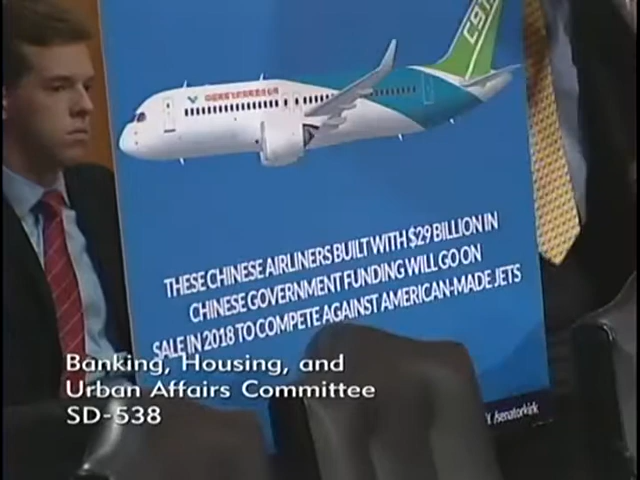 C91
THESE CHINESE AIRLINERS BUILT WITH $29 BILLION IN
CHINESE GOVERNMENT FUNDING WILL GO ON
SALE IN 2018 TO COMPETE AGAINST AMERICAN-MADE JETS
Banking, Housing, and
Urban Affairs Committee
SD-538
/senatorkirk